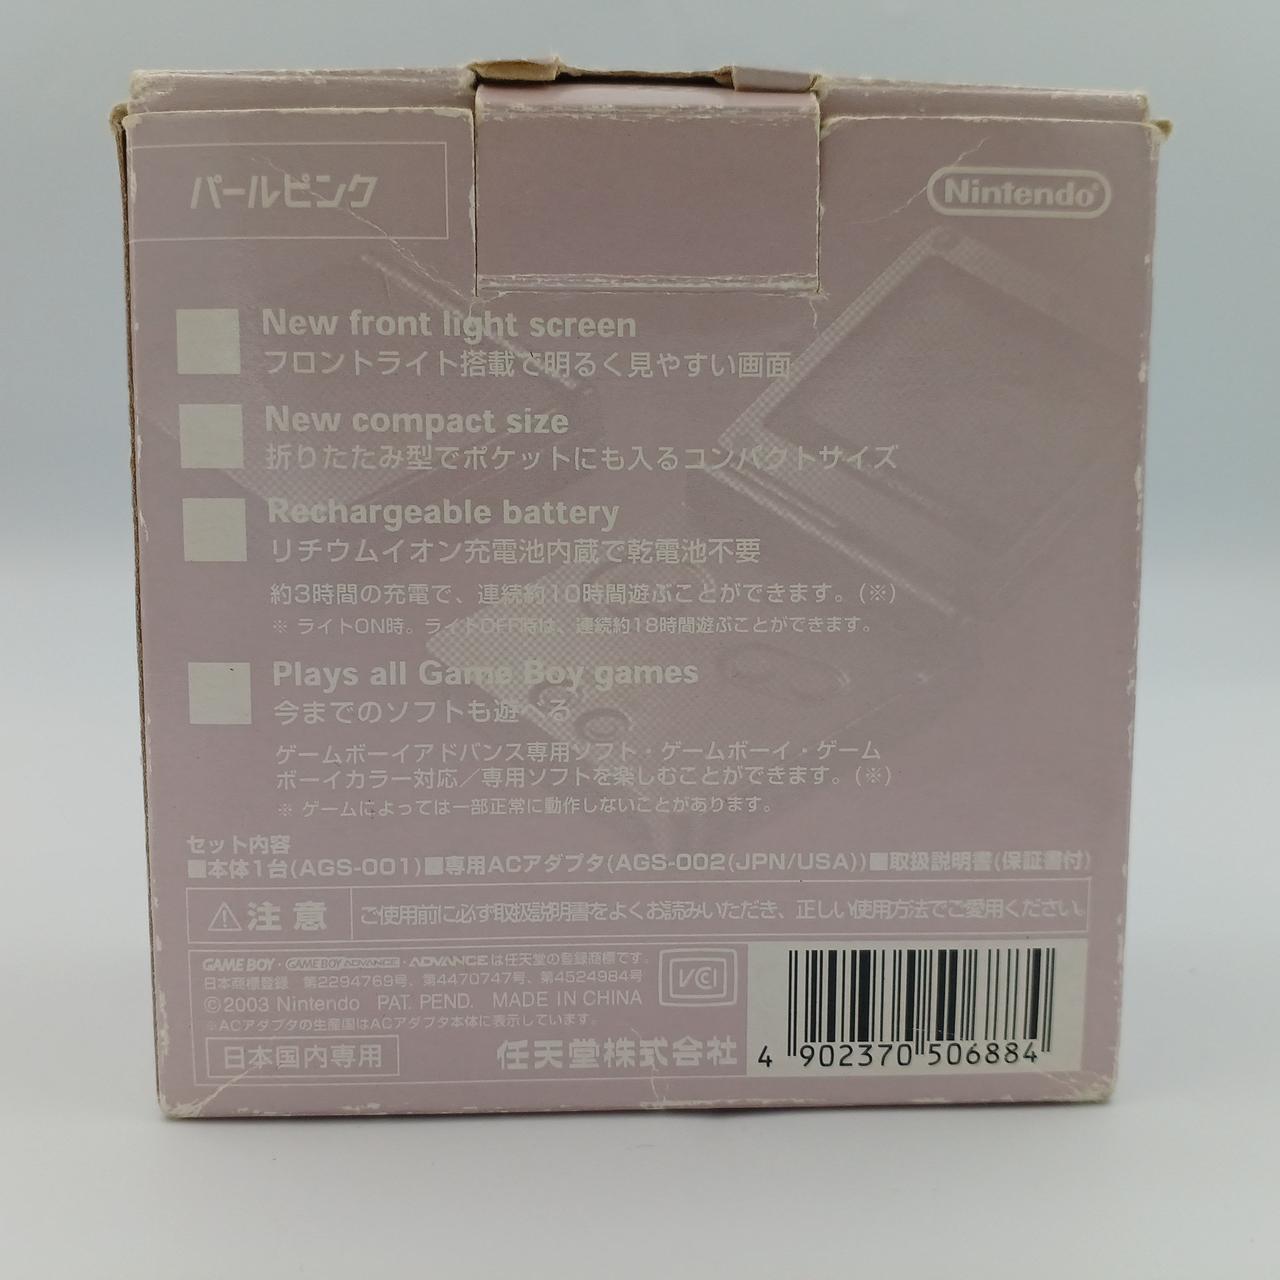 パールピンク
Nintendo®
New front light screen
フロントライト搭載で明るく見やすい画面
New compact size
折りたたみ型でポケットにも入るコンパクトサイズ
Rechargeable battery
リチウムイオン充電池内蔵で乾電池不要
約3時間の充電で、連続約10時間遊ぶことができます。(※)
※ ライトON時。ライトOFF時は、連続約18時間遊ぶことができます。
Plays all Game Boy games
今までのソフトも遊べる
ゲームボーイアドバンス専用ソフト・ゲームボーイ・ゲーム
ボーイカラー対応／専用ソフトを楽しむことができます。(※)
※ ゲームによっては一部正常に動作しないことがあります。
セット内容
■本体1台(AGS-001)■専用ACアダプタ(AGS-002(JPN/USA))■取扱説明書(保証書付)
⚠注意 ご使用前に必ず取扱説明書をよくお読みいただき、正しい使用方法でご愛用ください。
GAME BOY・GAME BOY ADVANCE・ADVANCEは任天堂の登録商標です。
日本商標登録 第2294769号、第4470747号、第4524984号
©2003 Nintendo PAT. PEND. MADE IN CHINA
※ACアダプタの生産国はACアダプタ本体に表示しています。
VCI
日本国内専用
任天堂株式会社
4 902370 506884